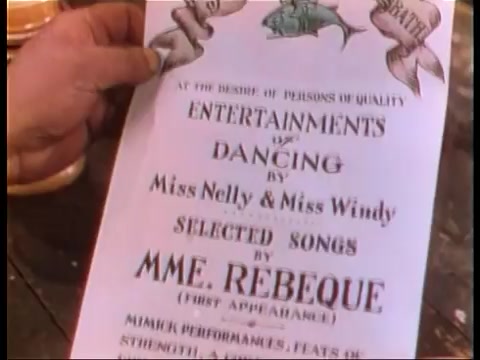 BATH
AT THE DESIRE OF PERSONS OF QUALITY
ENTERTAINMENTS
OF
DANCING
BY
Miss Nelly & Miss Windy
SELECTED SONGS
BY
MME. REBEQUE
(FIRST APPEARANCE)
MIMICK PERFORMANCES, FEATS OF
STRENGTH, A